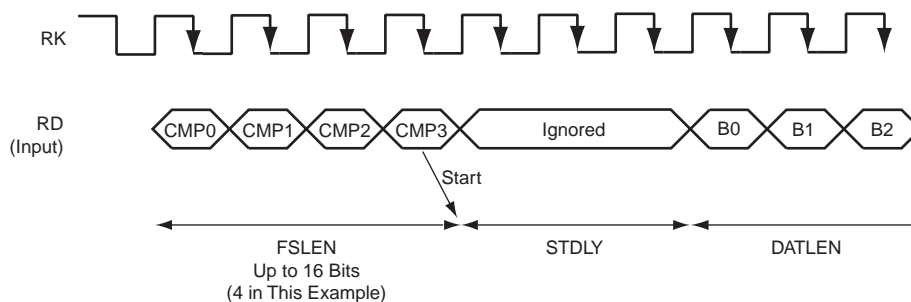 RK
RD
(Input)
CMP0 CMP1 CMP2 CMP3 Ignored B0 B1 B2
Start
FSLEN STDLY DATLEN
Up to 16 Bits
(4 in This Example)